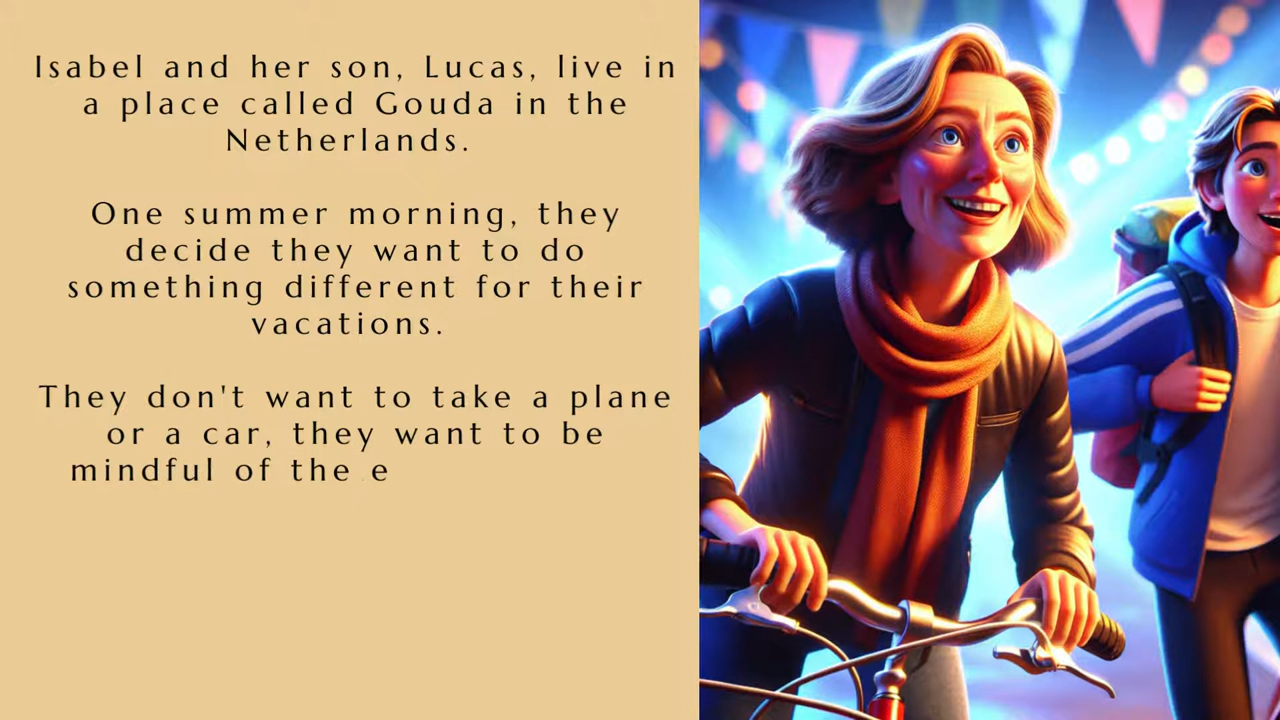 Isabel and her son, Lucas, live in
a place called Gouda in the
Netherlands.
One summer morning, they
decide they want to do
something different for their
vacations.
They don't want to take a plane
or a car, they want to be
mindful of the e